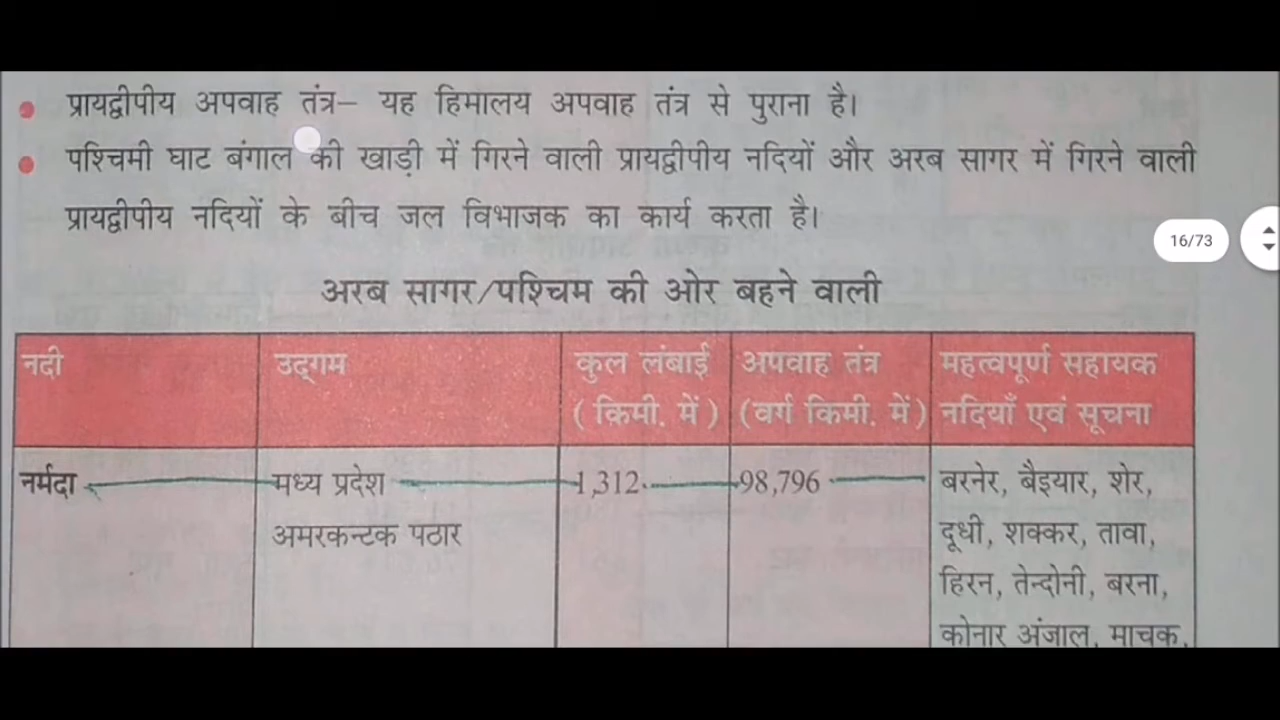 प्रायद्वीपीय अपवाह तंत्र– यह हिमालय अपवाह तंत्र से पुराना है।
पश्चिमी घाट बंगाल की खाड़ी में गिरने वाली प्रायद्वीपीय नदियों और अरब सागर में गिरने वाली
प्रायद्वीपीय नदियों के बीच जल विभाजक का कार्य करता है।
16/73
अरब सागर/पश्चिम की ओर बहने वाली
नदी उद्गम कुल लंबाई अपवाह तंत्र महत्वपूर्ण सहायक
(किमी. में) (वर्ग किमी. में) नदियाँ एवं सूचना
नर्मदा मध्य प्रदेश 1,312 98,796 बरनेर, बैइयार, शेर,
अमरकन्टक पठार दूधी, शक्कर, तावा,
हिरन, तेन्दोनी, बरना,
कोनार अंजाल, माचक,